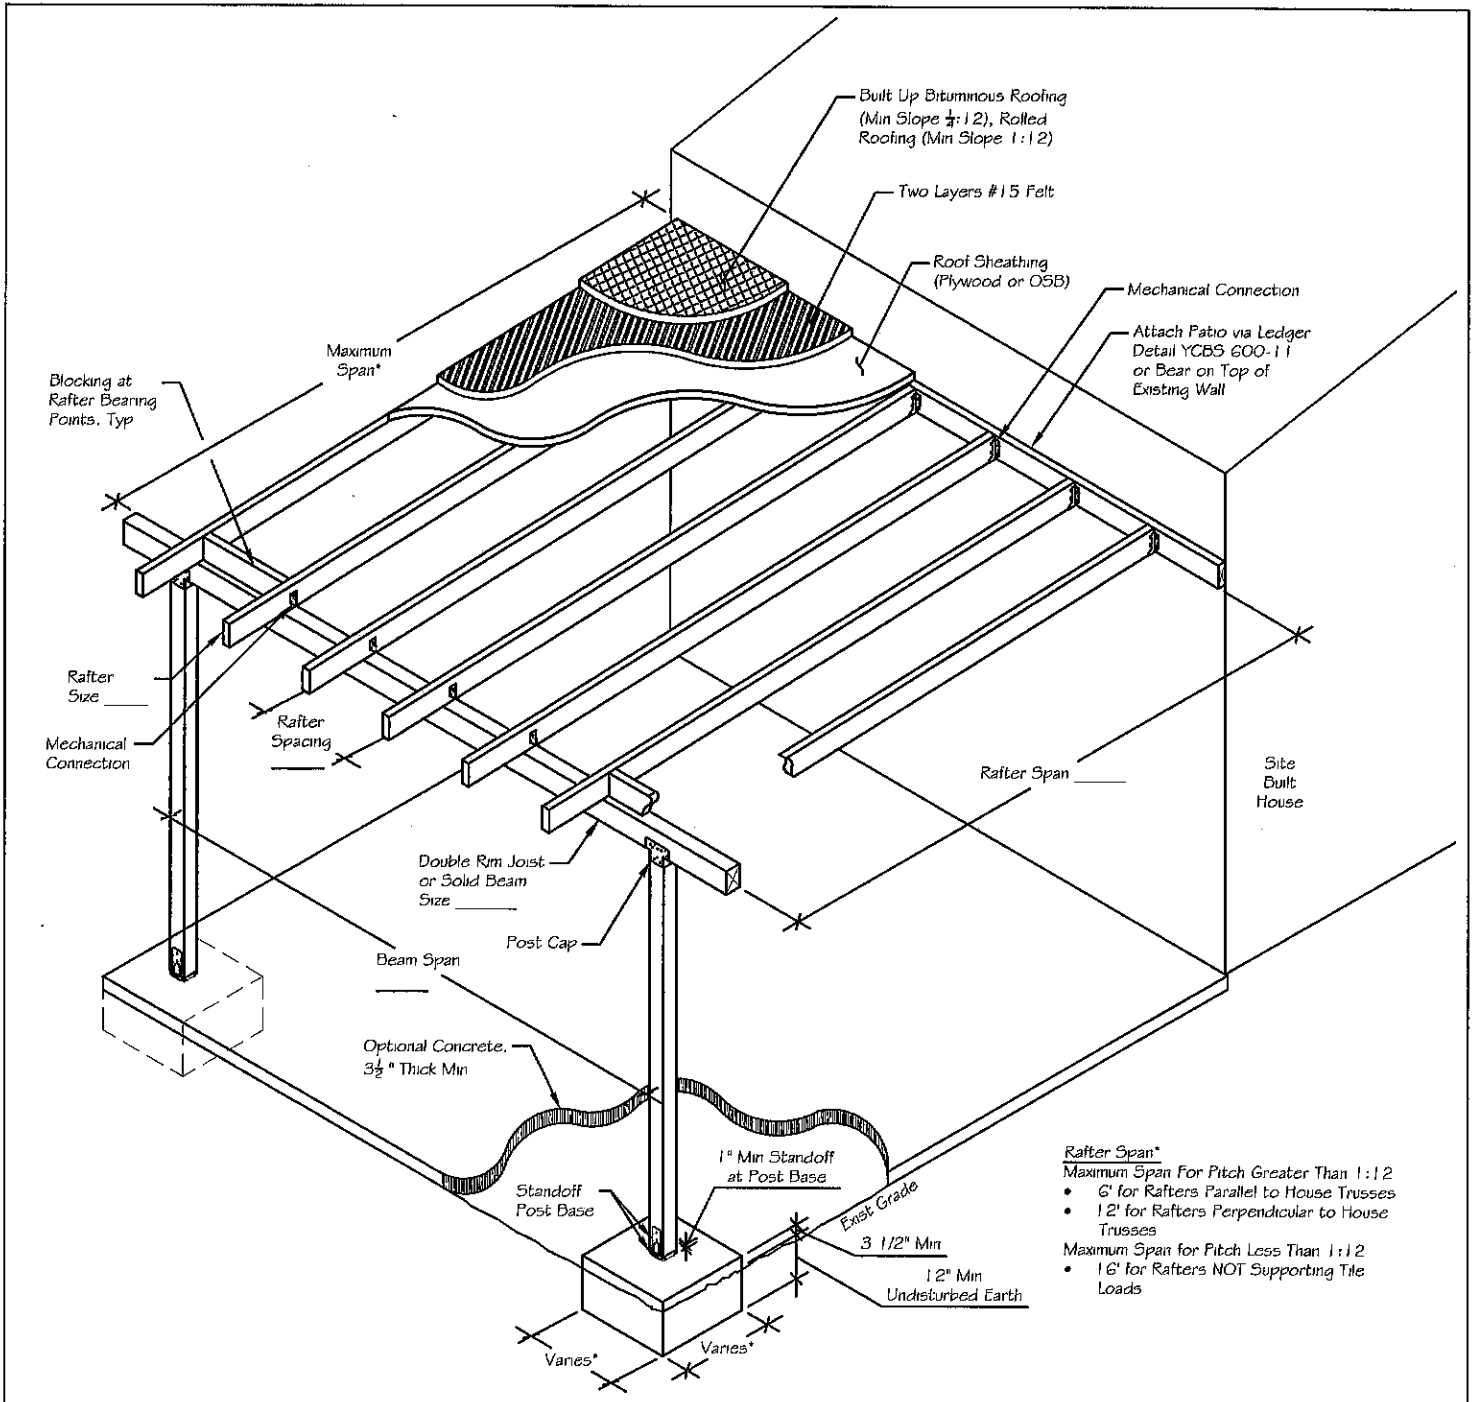 Built Up Bituminous Roofing
(Min Slope 1/4:12), Rolled
Roofing (Min Slope 1:12)
Two Layers #15 Felt
Roof Sheathing
(Plywood or OSB)
Mechanical Connection
Attach Patio via Ledger
Detail YCBS 600-11
or Bear on Top of
Existing Wall
Maximum
Span*
Blocking at
Rafter Bearing
Points, Typ
Rafter
Size ____
Mechanical
Connection
Rafter
Spacing
____
Rafter Span ____
Site
Built
House
Double Rim Joist
or Solid Beam
Size ____
Post Cap
Beam Span
____
Optional Concrete,
3 1/2" Thick Min
1" Min Standoff
at Post Base
Standoff
Post Base
Exist Grade
3 1/2" Min
12" Min
Undisturbed Earth
Varies*
Varies*
Rafter Span*
Maximum Span For Pitch Greater Than 1:12
• 6' for Rafters Parallel to House Trusses
• 12' for Rafters Perpendicular to House
Trusses
Maximum Span for Pitch Less Than 1:12
• 16' for Rafters NOT Supporting Tile
Loads